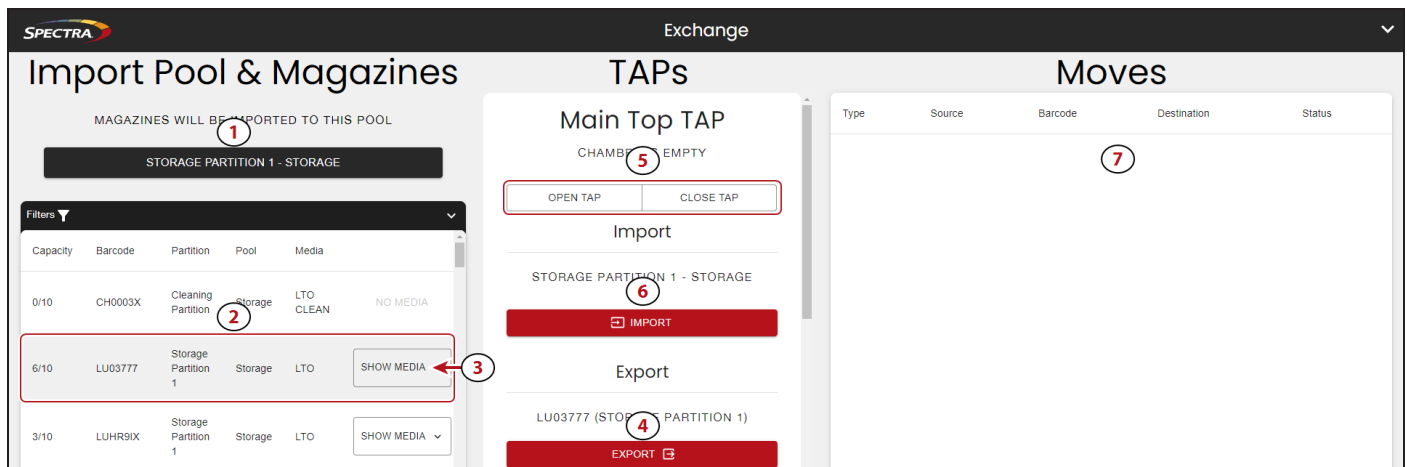 SPECTRA
Exchange
Import Pool & Magazines
MAGAZINES WILL BE IMPORTED TO THIS POOL
1
STORAGE PARTITION 1 - STORAGE
Filters
Capacity Barcode Partition Pool Media
0/10 CH0003X Cleaning Partition Storage LTO CLEAN NO MEDIA
2
6/10 LU03777 Storage Partition 1 Storage LTO SHOW MEDIA
3
3/10 LUHR9IX Storage Partition 1 Storage LTO SHOW MEDIA
TAPs
Main Top TAP
CHAMBER EMPTY
5
OPEN TAP CLOSE TAP
Import
STORAGE PARTITION 1 - STORAGE
6
IMPORT
Export
LU03777 (STORAGE PARTITION 1)
4
EXPORT
Moves
Type Source Barcode Destination Status
7